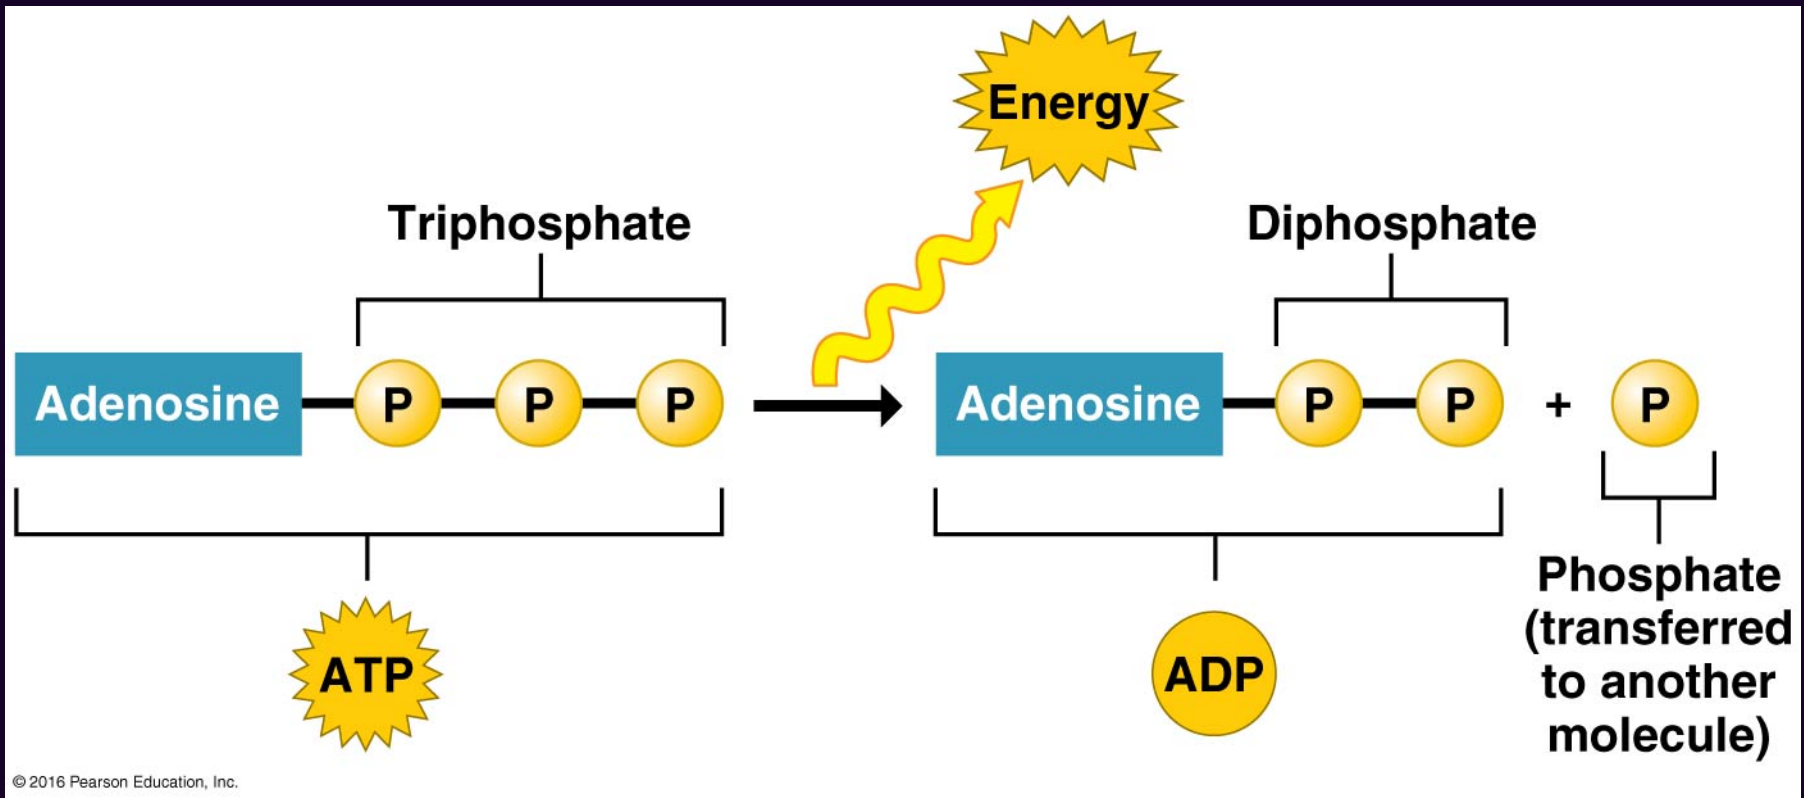 Energy
Triphosphate
Diphosphate
Adenosine P P P
Adenosine P P + P
ATP
ADP
Phosphate
(transferred
to another
molecule)
© 2016 Pearson Education, Inc.